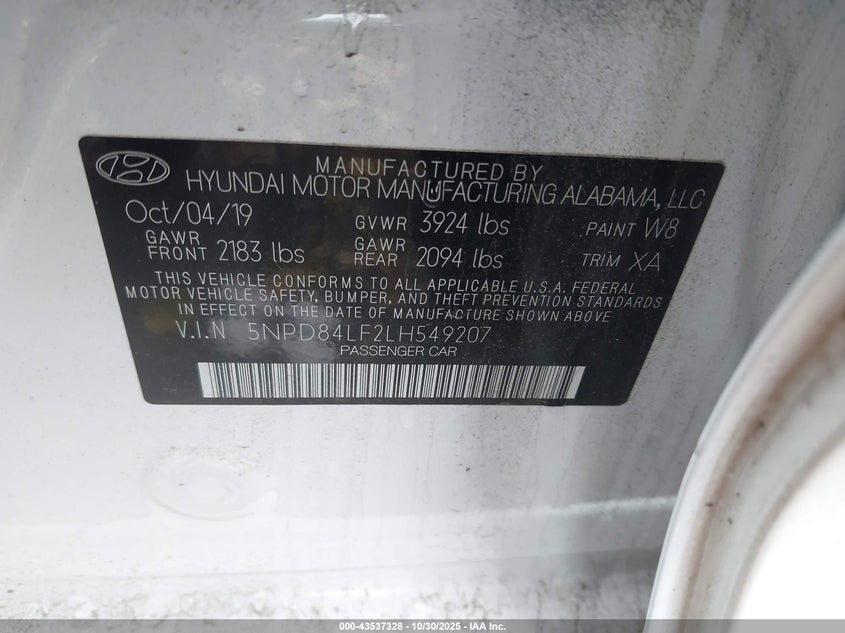 MANUFACTURED BY
HYUNDAI MOTOR MANUFACTURING ALABAMA, LLC
Oct/04/19 GVWR 3924 lbs PAINT W8
GAWR FRONT 2183 lbs GAWR REAR 2094 lbs TRIM XA
THIS VEHICLE CONFORMS TO ALL APPLICABLE U.S.A. FEDERAL
MOTOR VEHICLE SAFETY, BUMPER, AND THEFT PREVENTION STANDARDS
IN EFFECT ON THE DATE OF MANUFACTURE SHOWN ABOVE.
V.I.N 5NPD84LF2LH549207
PASSENGER CAR
000-43537328 - 10/30/2025 - IAA Inc.